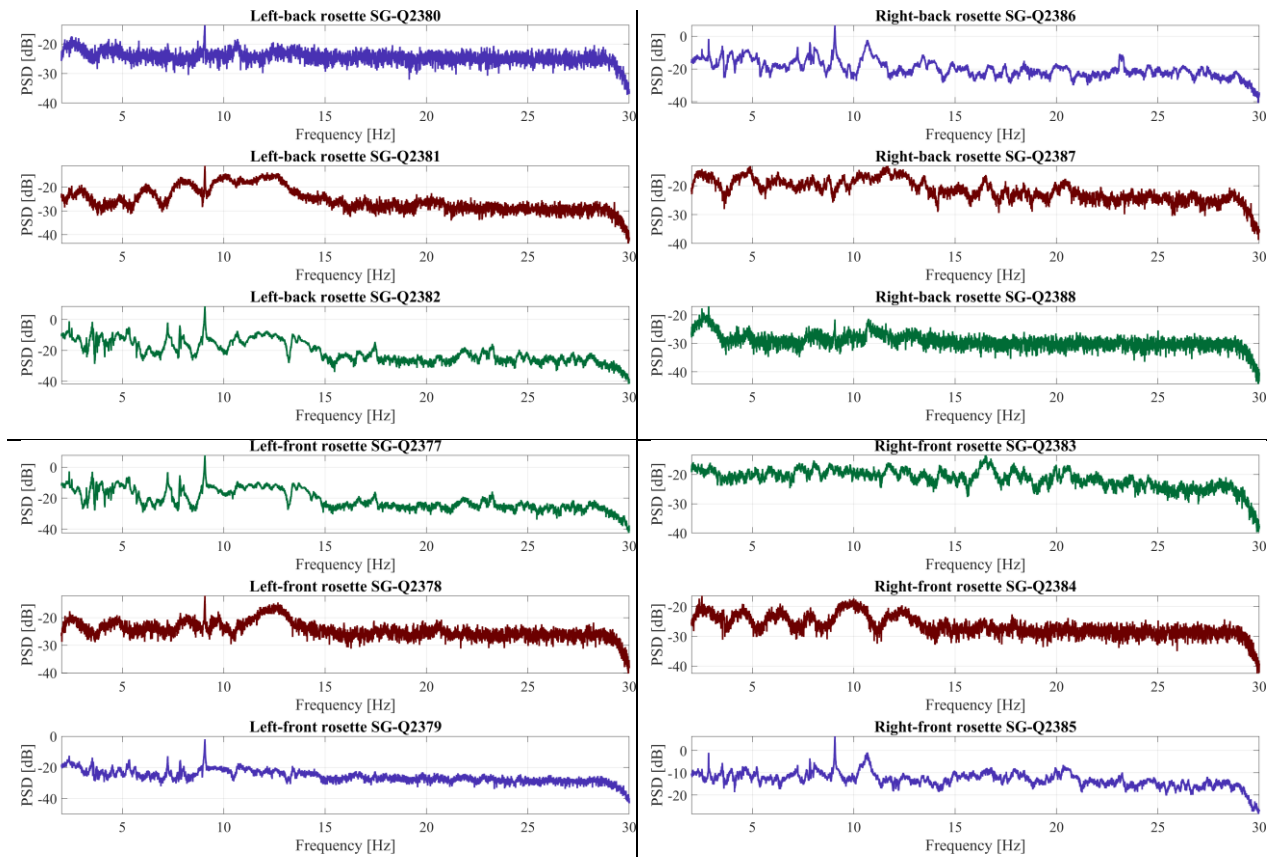 Left-back rosette SG-Q2380
PSD [dB]
-20
-30
-40
5 10 15 20 25 30
Frequency [Hz]
Left-back rosette SG-Q2381
PSD [dB]
-20
-30
-40
5 10 15 20 25 30
Frequency [Hz]
Left-back rosette SG-Q2382
PSD [dB]
0
-20
-40
5 10 15 20 25 30
Frequency [Hz]
Right-back rosette SG-Q2386
PSD [dB]
0
-20
-40
5 10 15 20 25 30
Frequency [Hz]
Right-back rosette SG-Q2387
PSD [dB]
-20
-30
-40
5 10 15 20 25 30
Frequency [Hz]
Right-back rosette SG-Q2388
PSD [dB]
-20
-30
-40
5 10 15 20 25 30
Frequency [Hz]
Left-front rosette SG-Q2377
PSD [dB]
0
-20
-40
5 10 15 20 25 30
Frequency [Hz]
Left-front rosette SG-Q2378
PSD [dB]
-20
-30
-40
5 10 15 20 25 30
Frequency [Hz]
Left-front rosette SG-Q2379
PSD [dB]
0
-20
-40
5 10 15 20 25 30
Frequency [Hz]
Right-front rosette SG-Q2383
PSD [dB]
-20
-30
-40
5 10 15 20 25 30
Frequency [Hz]
Right-front rosette SG-Q2384
PSD [dB]
-20
-30
-40
5 10 15 20 25 30
Frequency [Hz]
Right-front rosette SG-Q2385
PSD [dB]
0
-10
-20
5 10 15 20 25 30
Frequency [Hz]